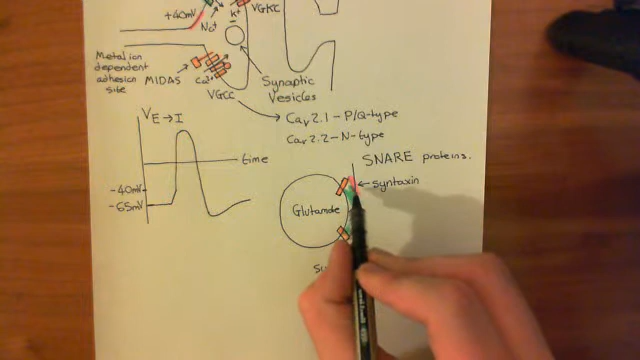 +40mV
Na+
K+
VGKC
Metal ion
dependent
adhesion
site
MIDAS
Ca2+
VGCC
Synaptic
Vesicles
Cav2.1 - P/Q-type
Cav2.2 - N-type
VE → I
time
-40mV
-65mV
SNARE proteins.
syntaxin
Glutamate